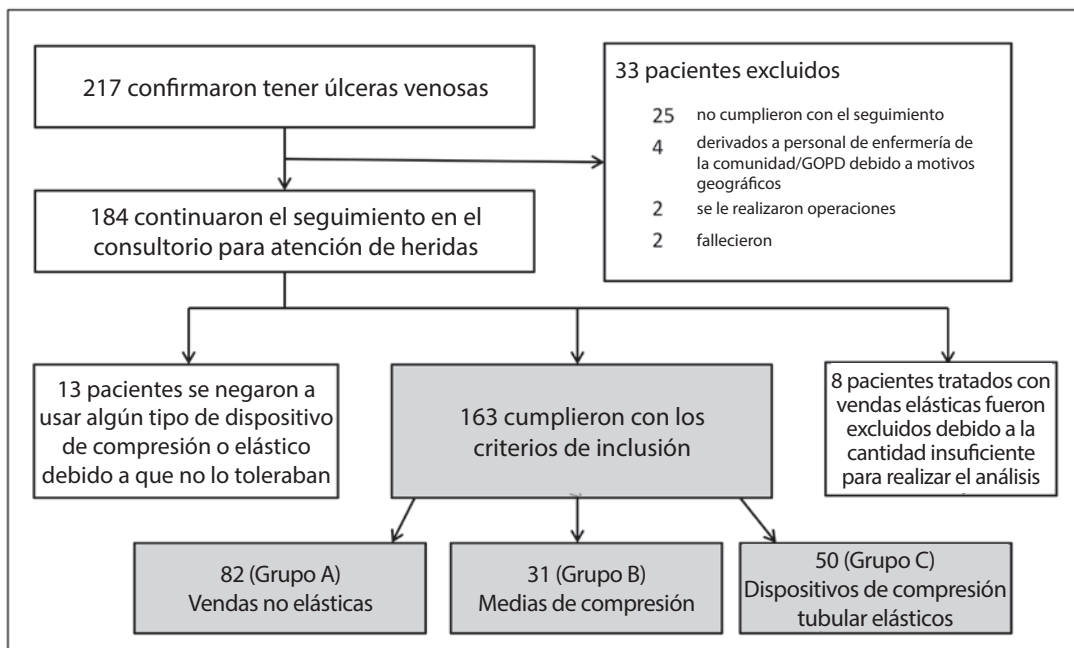 217 confirmaron tener úlceras venosas
33 pacientes excluidos
25 no cumplieron con el seguimiento
4 derivados a personal de enfermería de
la comunidad/GOPD debido a motivos
geográficos
2 se le realizaron operaciones
2 fallecieron
184 continuaron el seguimiento en el
consultorio para atención de heridas
13 pacientes se negaron a
usar algún tipo de dispositivo
de compresión o elástico
debido a que no lo toleraban
163 cumplieron con los
criterios de inclusión
8 pacientes tratados con
vendas elásticas fueron
excluidos debido a la
cantidad insuficiente
para realizar el análisis
82 (Grupo A)
Vendas no elásticas
31 (Grupo B)
Medias de compresión
50 (Grupo C)
Dispositivos de compresión
tubular elásticos